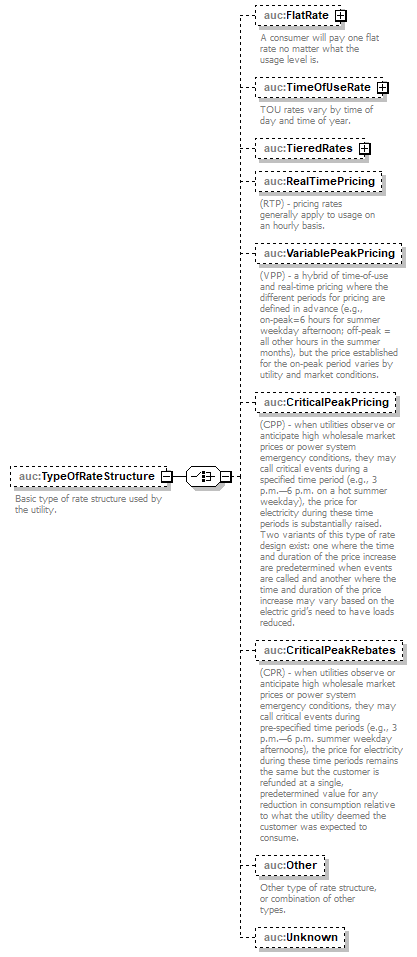 auc:FlatRate
A consumer will pay one flat
rate no matter what the
usage level is.
auc:TimeOfUseRate
TOU rates vary by time of
day and time of year.
auc:TieredRates
auc:RealTimePricing
(RTP) - pricing rates
generally apply to usage on
an hourly basis.
auc:VariablePeakPricing
(VPP) - a hybrid of time-of-use
and real-time pricing where the
different periods for pricing are
defined in advance (e.g.,
on-peak=6 hours for summer
weekday afternoon; off-peak =
all other hours in the summer
months), but the price established
for the on-peak period varies by
utility and market conditions.
auc:CriticalPeakPricing
(CPP) - when utilities observe or
anticipate high wholesale market
prices or power system
emergency conditions, they may
call critical events during a
specified time period (e.g., 3
p.m.—6 p.m. on a hot summer
weekday), the price for
electricity during these time
periods is substantially raised.
Two variants of this type of rate
design exist: one where the time
and duration of the price increase
are predetermined when events
are called and another where the
time and duration of the price
increase may vary based on the
electric grid's need to have loads
reduced.
auc:TypeOfRateStructure
Basic type of rate structure used by
the utility.
auc:CriticalPeakRebates
(CPR) - when utilities observe or
anticipate high wholesale market
prices or power system
emergency conditions, they may
call critical events during
pre-specified time periods (e.g., 3
p.m.—6 p.m. summer weekday
afternoons), the price for electricity
during these time periods remains
the same but the customer is
refunded at a single,
predetermined value for any
reduction in consumption relative
to what the utility deemed the
customer was expected to
consume.
auc:Other
Other type of rate structure,
or combination of other
types.
auc:Unknown